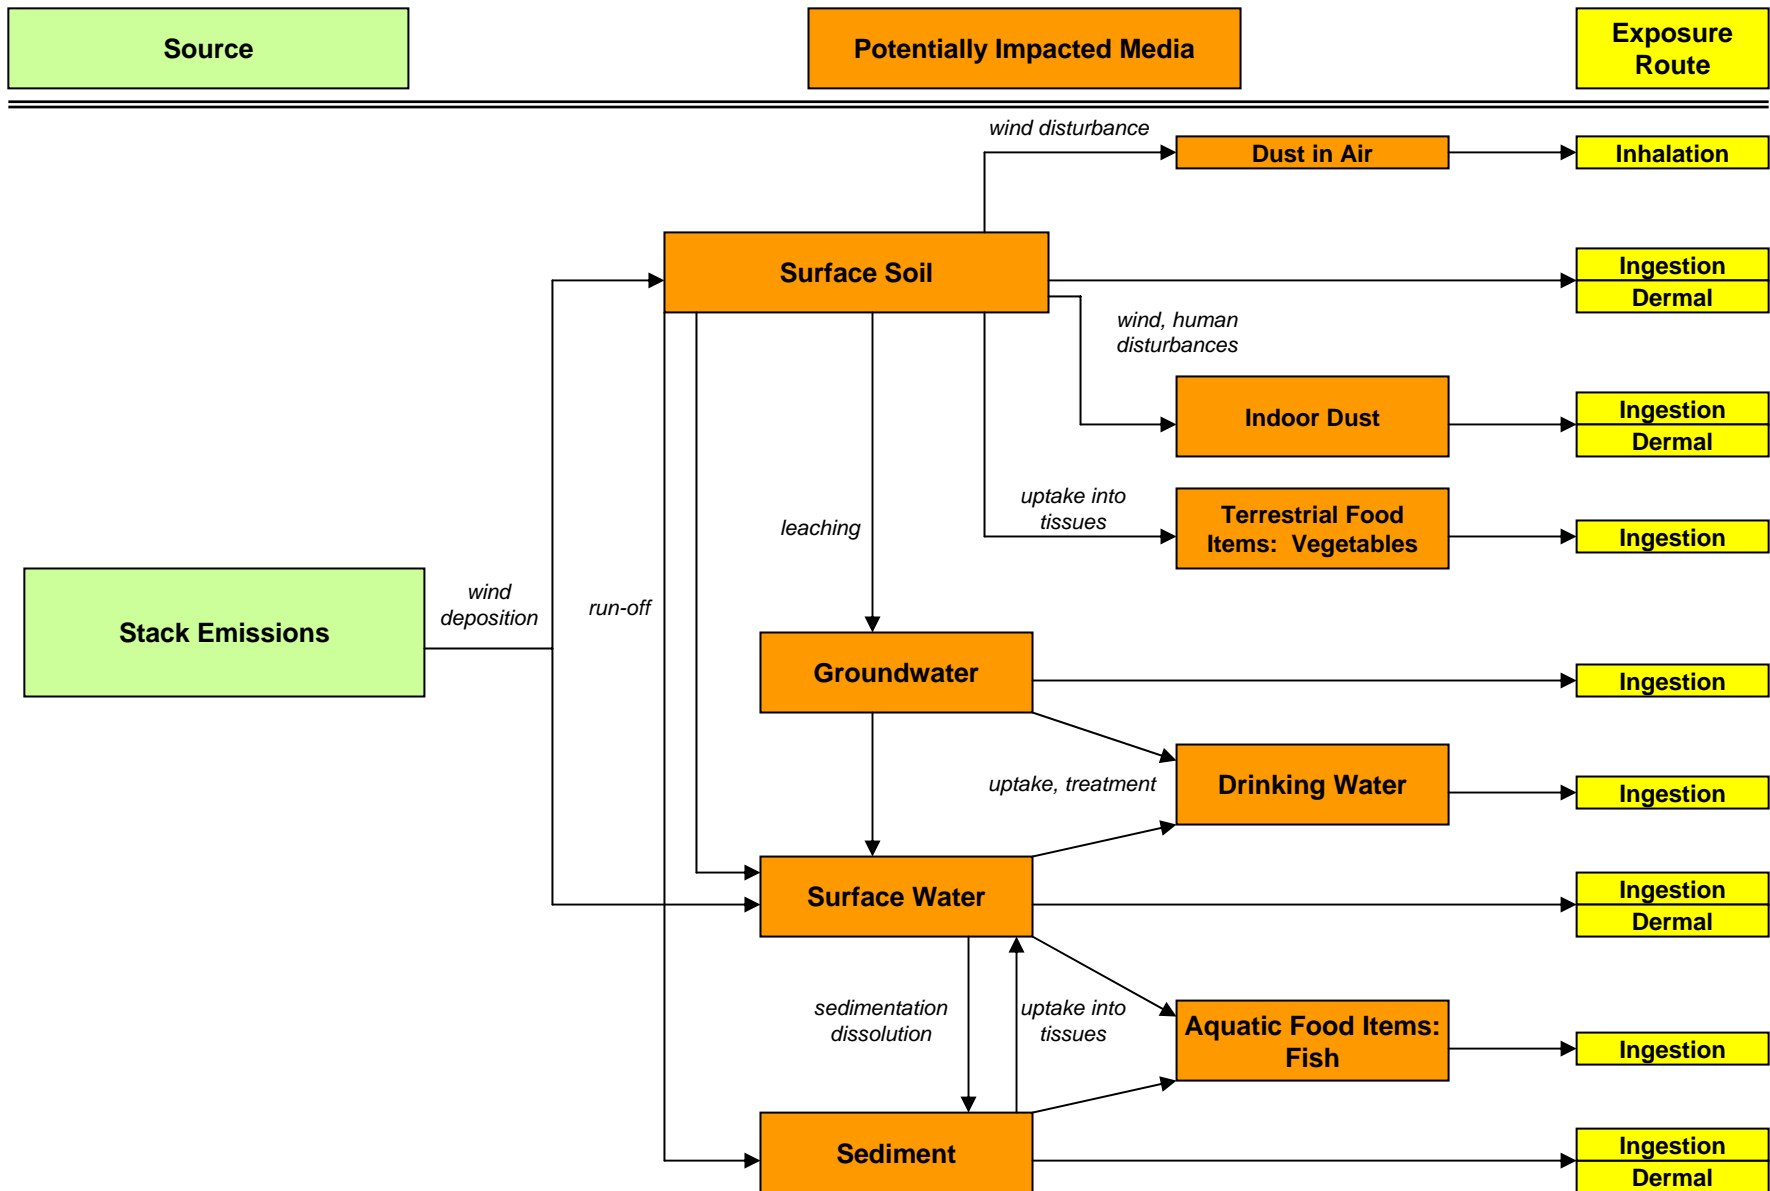 Source
Potentially Impacted Media
Exposure
Route
wind disturbance
Dust in Air
Inhalation
Surface Soil
Ingestion
Dermal
wind, human
disturbances
Indoor Dust
Ingestion
Dermal
uptake into
tissues
Terrestrial Food
Items: Vegetables
Ingestion
leaching
Stack Emissions
wind
deposition
run-off
Groundwater
Ingestion
uptake, treatment
Drinking Water
Ingestion
Surface Water
Ingestion
Dermal
sedimentation
dissolution
uptake into
tissues
Aquatic Food Items:
Fish
Ingestion
Sediment
Ingestion
Dermal